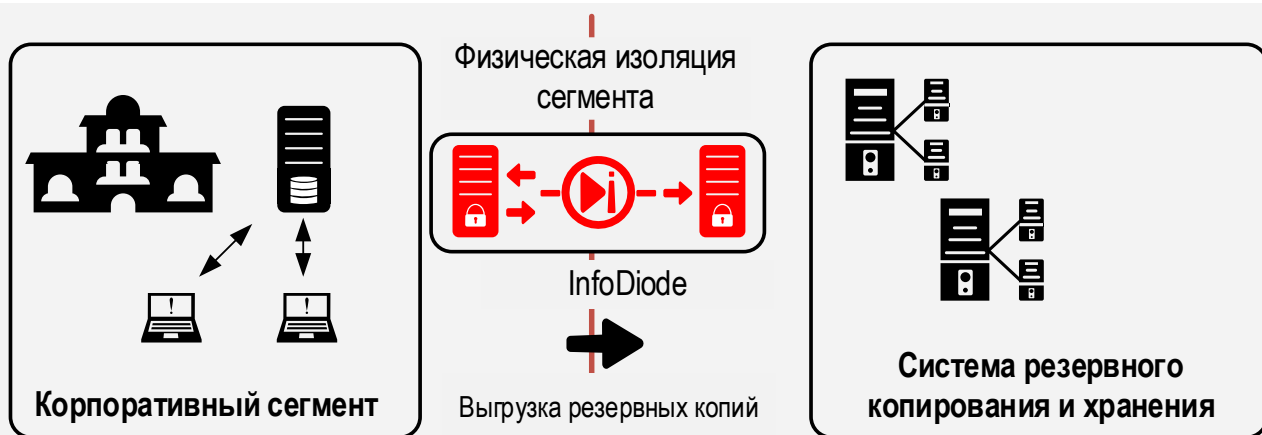 Физическая изоляция
сегмента
InfoDiode
Выгрузка резервных копий
Корпоративный сегмент
Система резервного
копирования и хранения